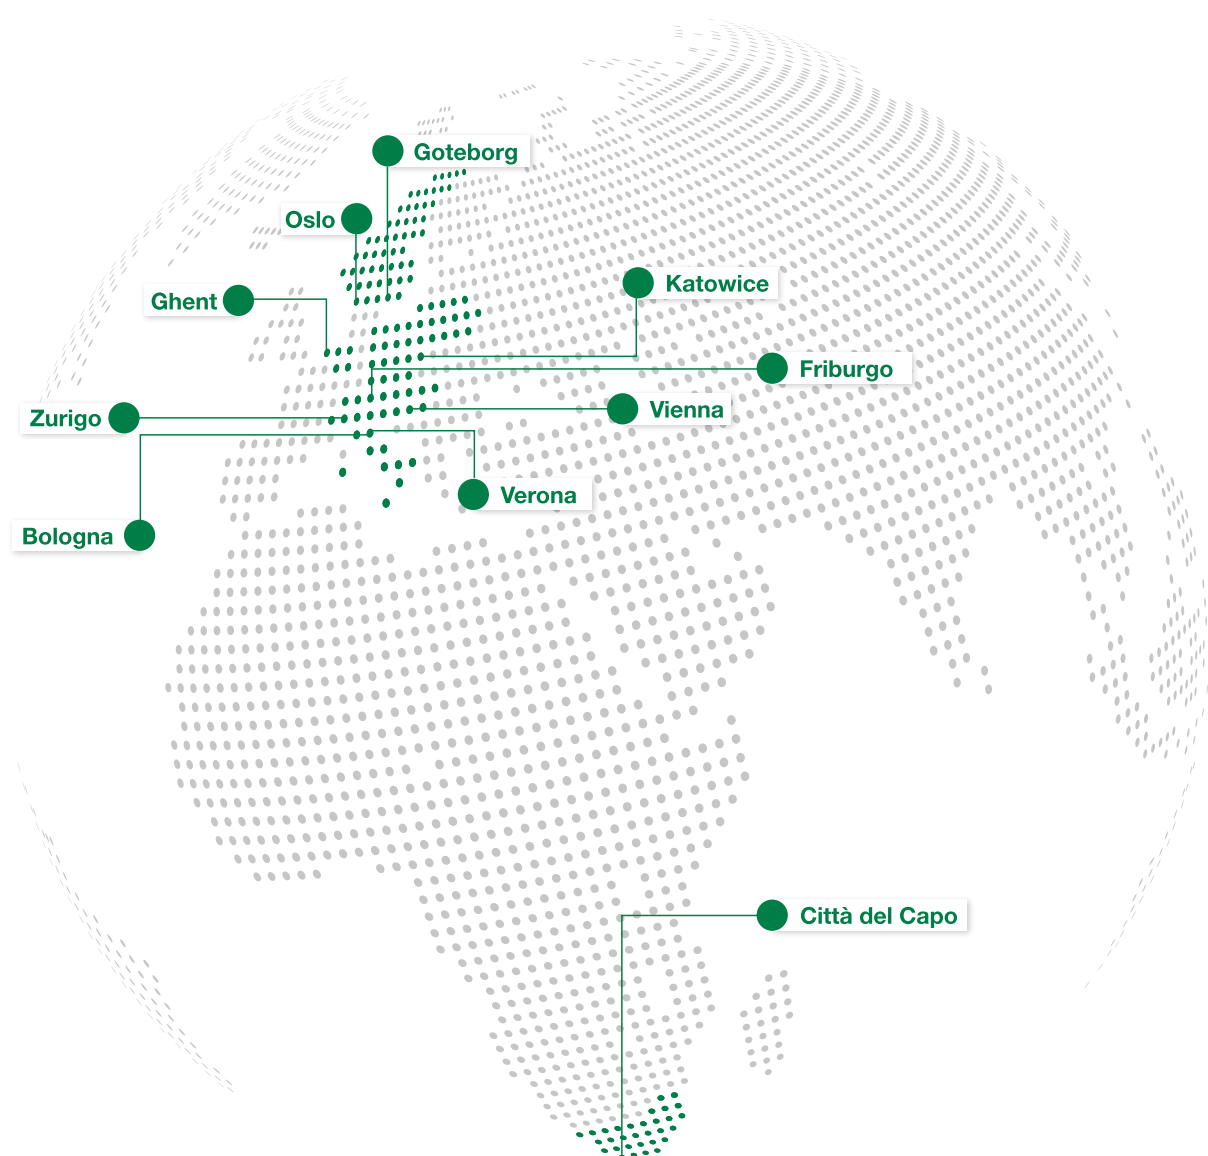 Goteborg
Oslo
Katowice
Ghent
Friburgo
Vienna
Zurigo
Verona
Bologna
Città del Capo